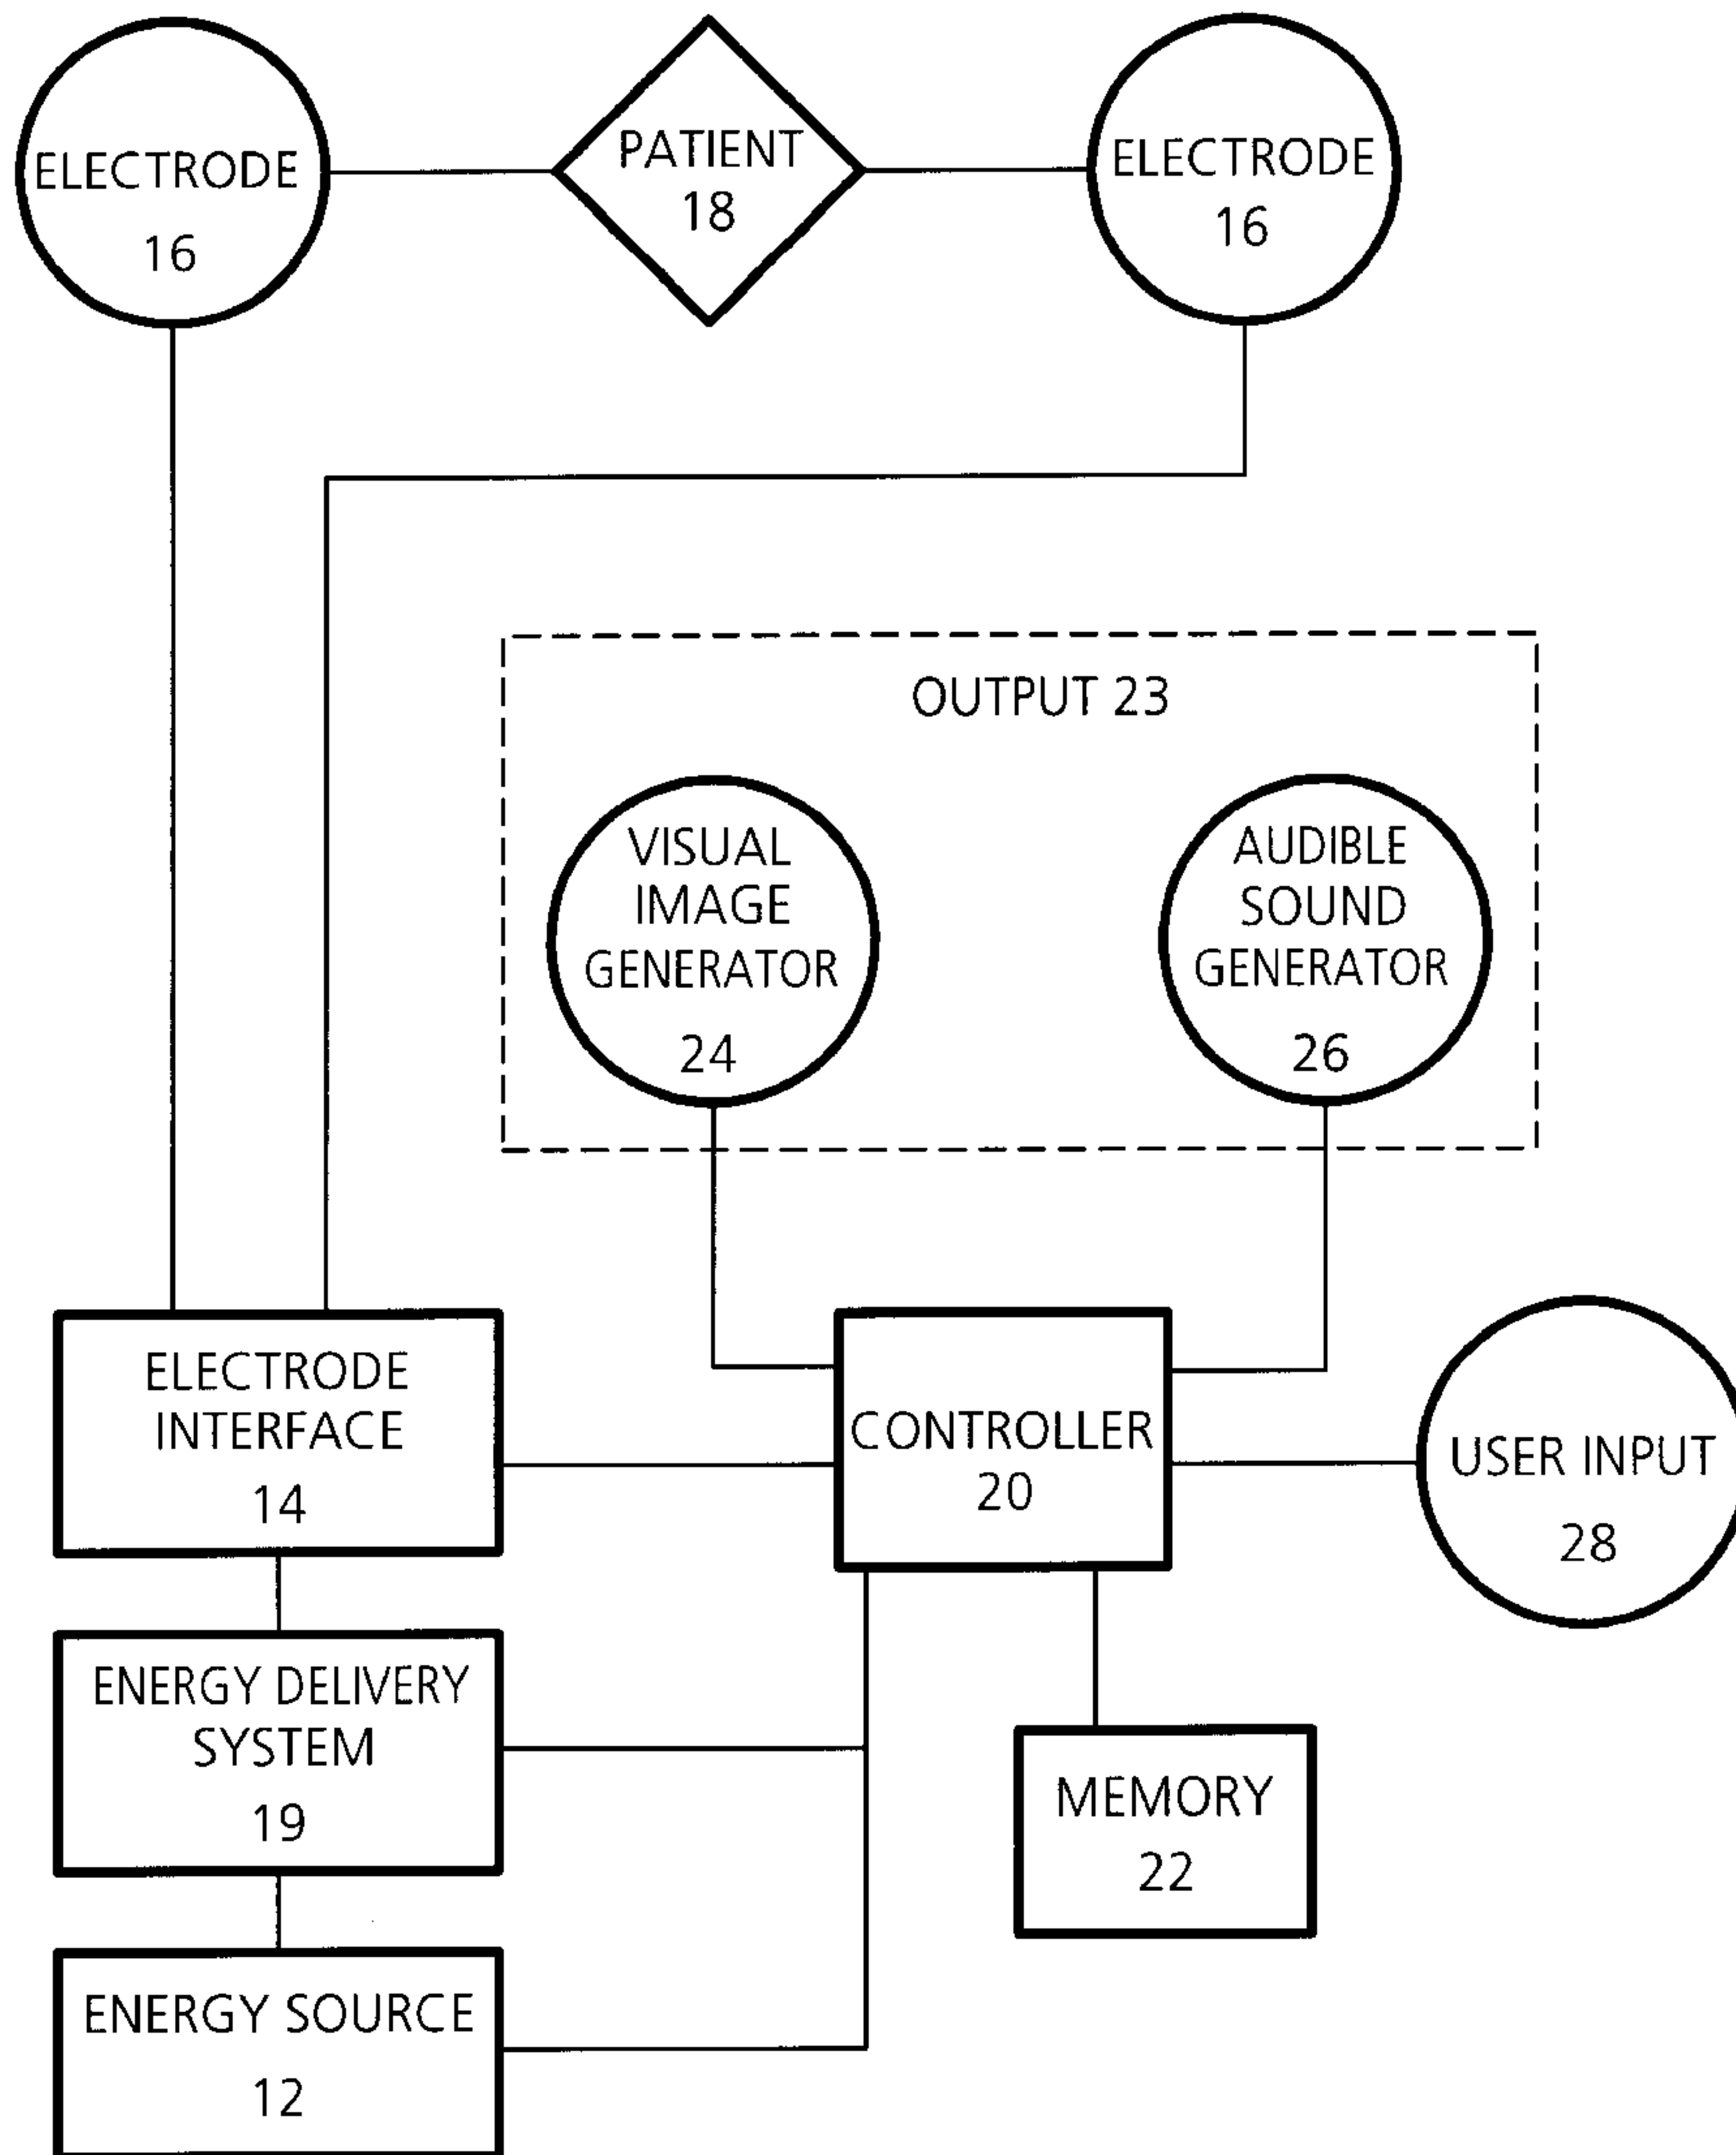 ELECTRODE
16
PATIENT
18
ELECTRODE
16
OUTPUT 23
VISUAL
IMAGE
GENERATOR
24
AUDIBLE
SOUND
GENERATOR
26
ELECTRODE
INTERFACE
14
CONTROLLER
20
USER INPUT
28
ENERGY DELIVERY
SYSTEM
19
MEMORY
22
ENERGY SOURCE
12